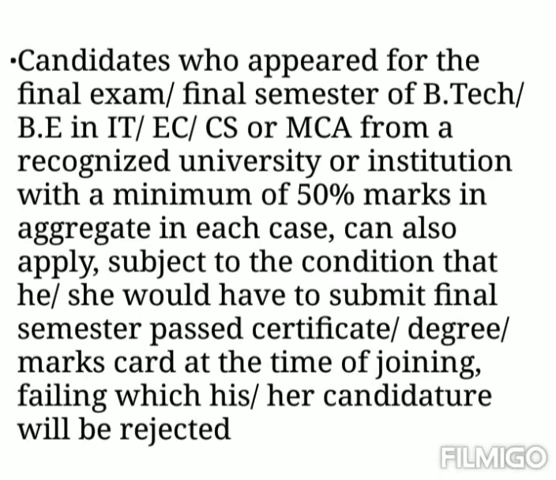 •Candidates who appeared for the
final exam/ final semester of B.Tech/
B.E in IT/ EC/ CS or MCA from a
recognized university or institution
with a minimum of 50% marks in
aggregate in each case, can also
apply, subject to the condition that
he/ she would have to submit final
semester passed certificate/ degree/
marks card at the time of joining,
failing which his/ her candidature
will be rejected
FILMIGO